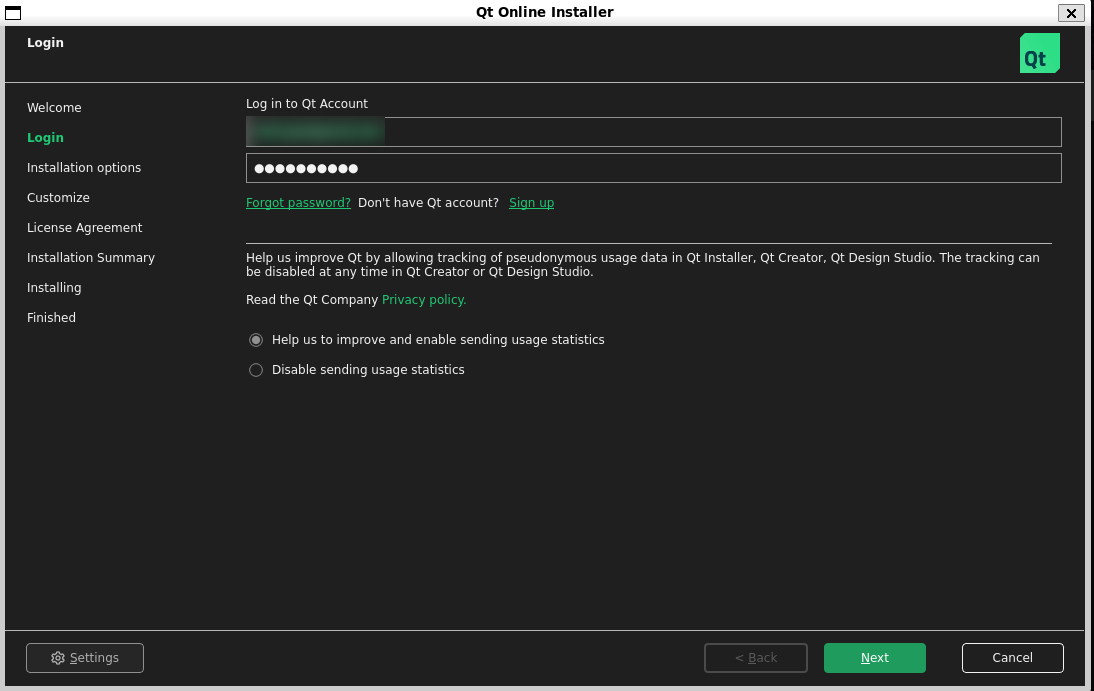 Qt Online Installer
Login
Qt
Welcome
Login
Installation options
Customize
License Agreement
Installation Summary
Installing
Finished
Log in to Qt Account
●●●●●●●●●●
Forgot password? Don't have Qt account? Sign up
Help us improve Qt by allowing tracking of pseudonymous usage data in Qt Installer, Qt Creator, Qt Design Studio. The tracking can
be disabled at any time in Qt Creator or Qt Design Studio.
Read the Qt Company Privacy policy.
Help us to improve and enable sending usage statistics
Disable sending usage statistics
Settings
< Back
Next
Cancel